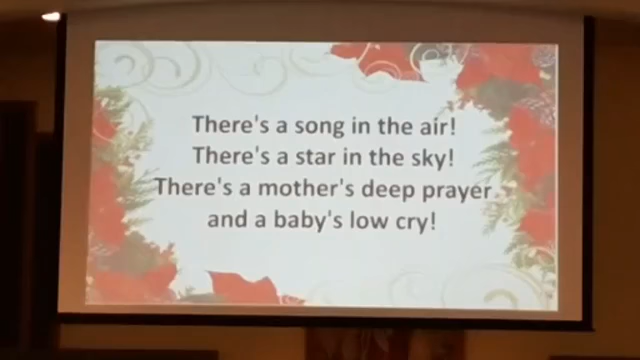 There's a song in the air!
There's a star in the sky!
There's a mother's deep prayer
and a baby's low cry!